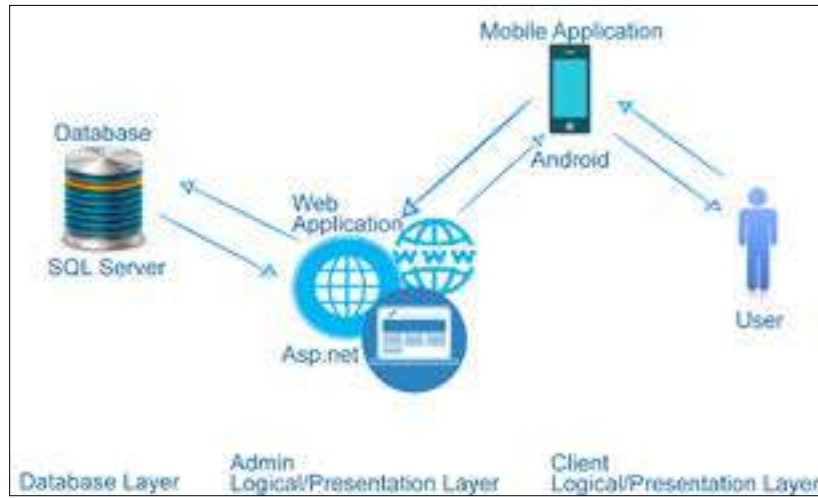 Mobile Application
Android
Database
SQL Server
Web
Application
WWW
Asp.net
User
Database Layer
Admin
Logical/Presentation Layer
Client
Logical/Presentation Layer